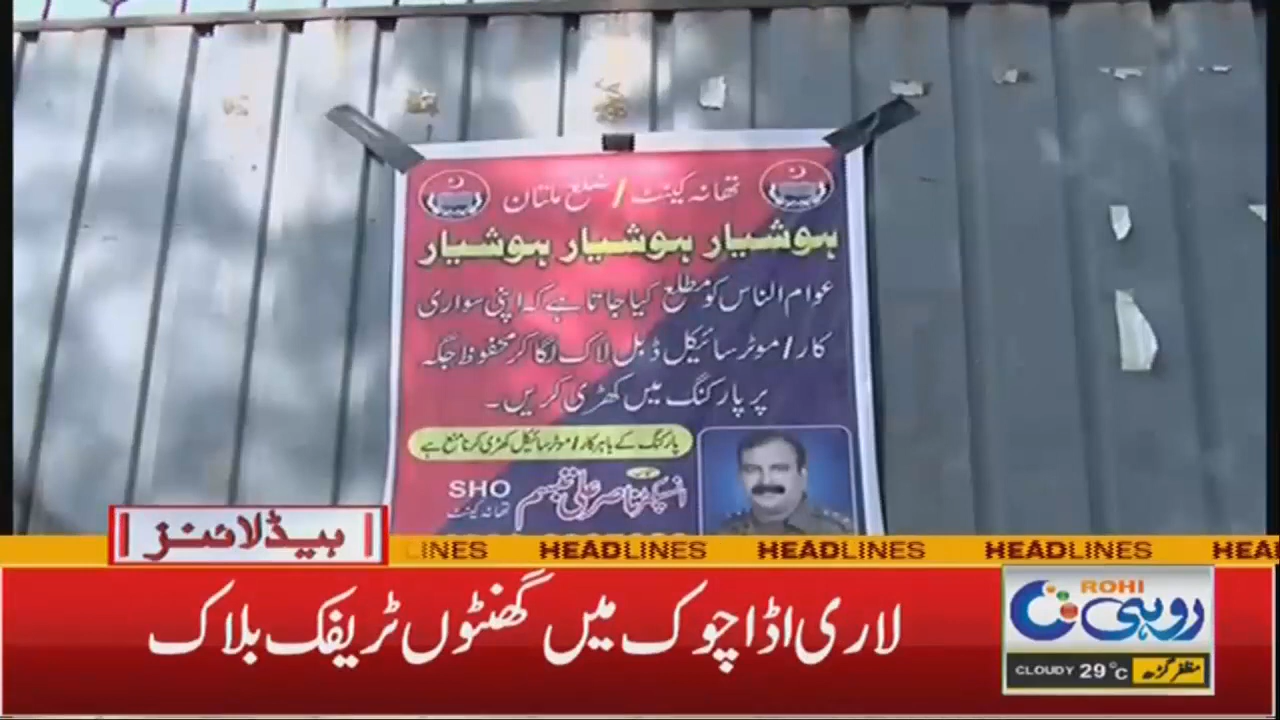 تھانہ کینٹ / ضلع ملتان
ہوشیار ہوشیار ہوشیار
عوام الناس کو مطلع کیا جاتا ہے کہ اپنی سواری
کار / موٹر سائیکل ڈبل لاک لگا کر محفوظ جگہ
پر پارکنگ میں کھڑی کریں۔
پارکنگ کے باہر کار / موٹر سائیکل کھڑی کرنا منع ہے
انسپکٹر ناصر علی تبسم
SHO
تھانہ کینٹ
ہیڈلائنز
LINES HEADLINES HEADLINES HEADLINES HEAD
لاری اڈا چوک میں گھنٹوں ٹریفک بلاک
ROHI
روہی
CLOUDY 29°C
مظفر گڑھ